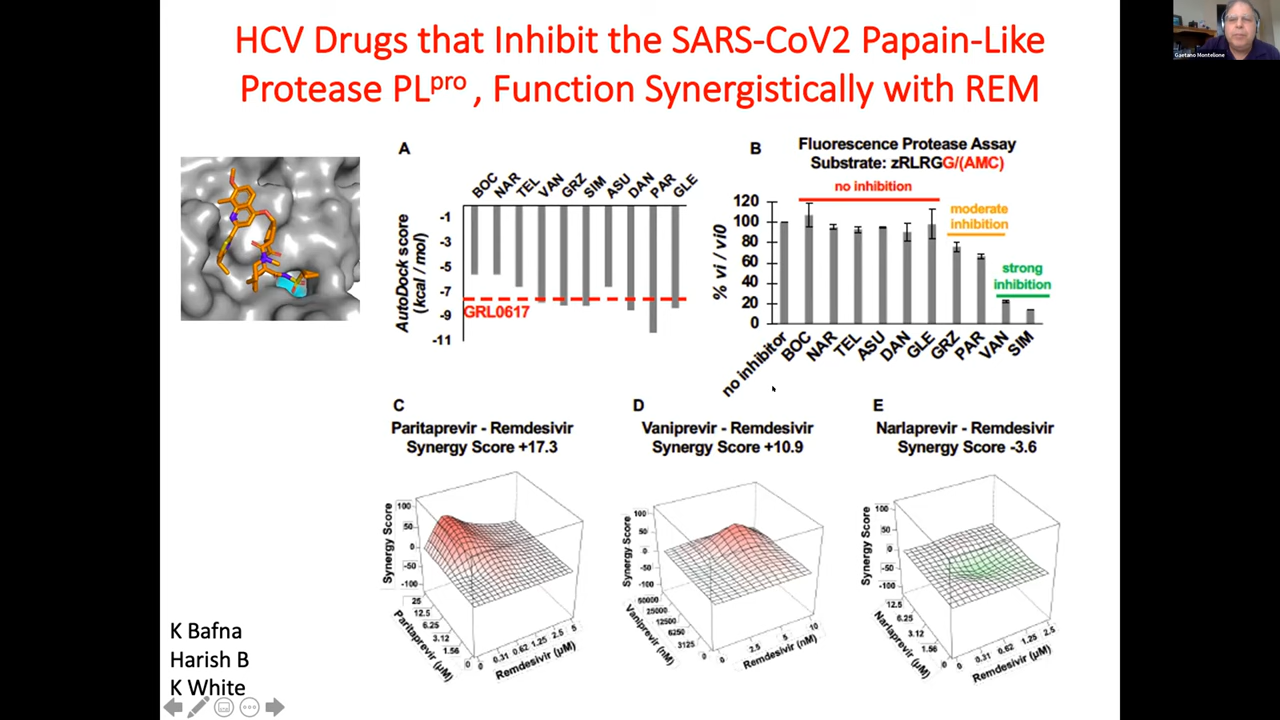 HCV Drugs that Inhibit the SARS-CoV2 Papain-Like
Protease PLpro , Function Synergistically with REM
Gaetano Montelione
A
BOC NAR TEL VAN GRZ SIM ASU DAN PAR GLE
AutoDock score
(kcal / mol)
-1
-3
-5
-7
-9
-11
GRL0617
B
Fluorescence Protease Assay
Substrate: zRLRGG/(AMC)
no inhibition
moderate
inhibition
strong
inhibition
% vi / vi0
120
100
80
60
40
20
0
no inhibitor BOC NAR TEL ASU DAN GLE GRZ PAR VAN SIM
C
Paritaprevir - Remdesivir
Synergy Score +17.3
Synergy Score
100
50
0
-50
-100
25
12.5
6.25
3.12
1.56
0
Paritaprevir (μM)
0 0.31 0.62 1.25 2.5 5
Remdesivir (μM)
D
Vaniprevir - Remdesivir
Synergy Score +10.9
Synergy Score
100
50
0
-50
-100
50000
25000
12500
6250
3125
0
Vaniprevir (nM)
0 2.5 5 10
Remdesivir (nM)
E
Narlaprevir - Remdesivir
Synergy Score -3.6
Synergy Score
100
50
0
-50
-100
12.5
6.25
3.12
1.56
0
Narlaprevir (μM)
0 0.31 0.62 1.25 2.5
Remdesivir (μM)
K Bafna
Harish B
K White